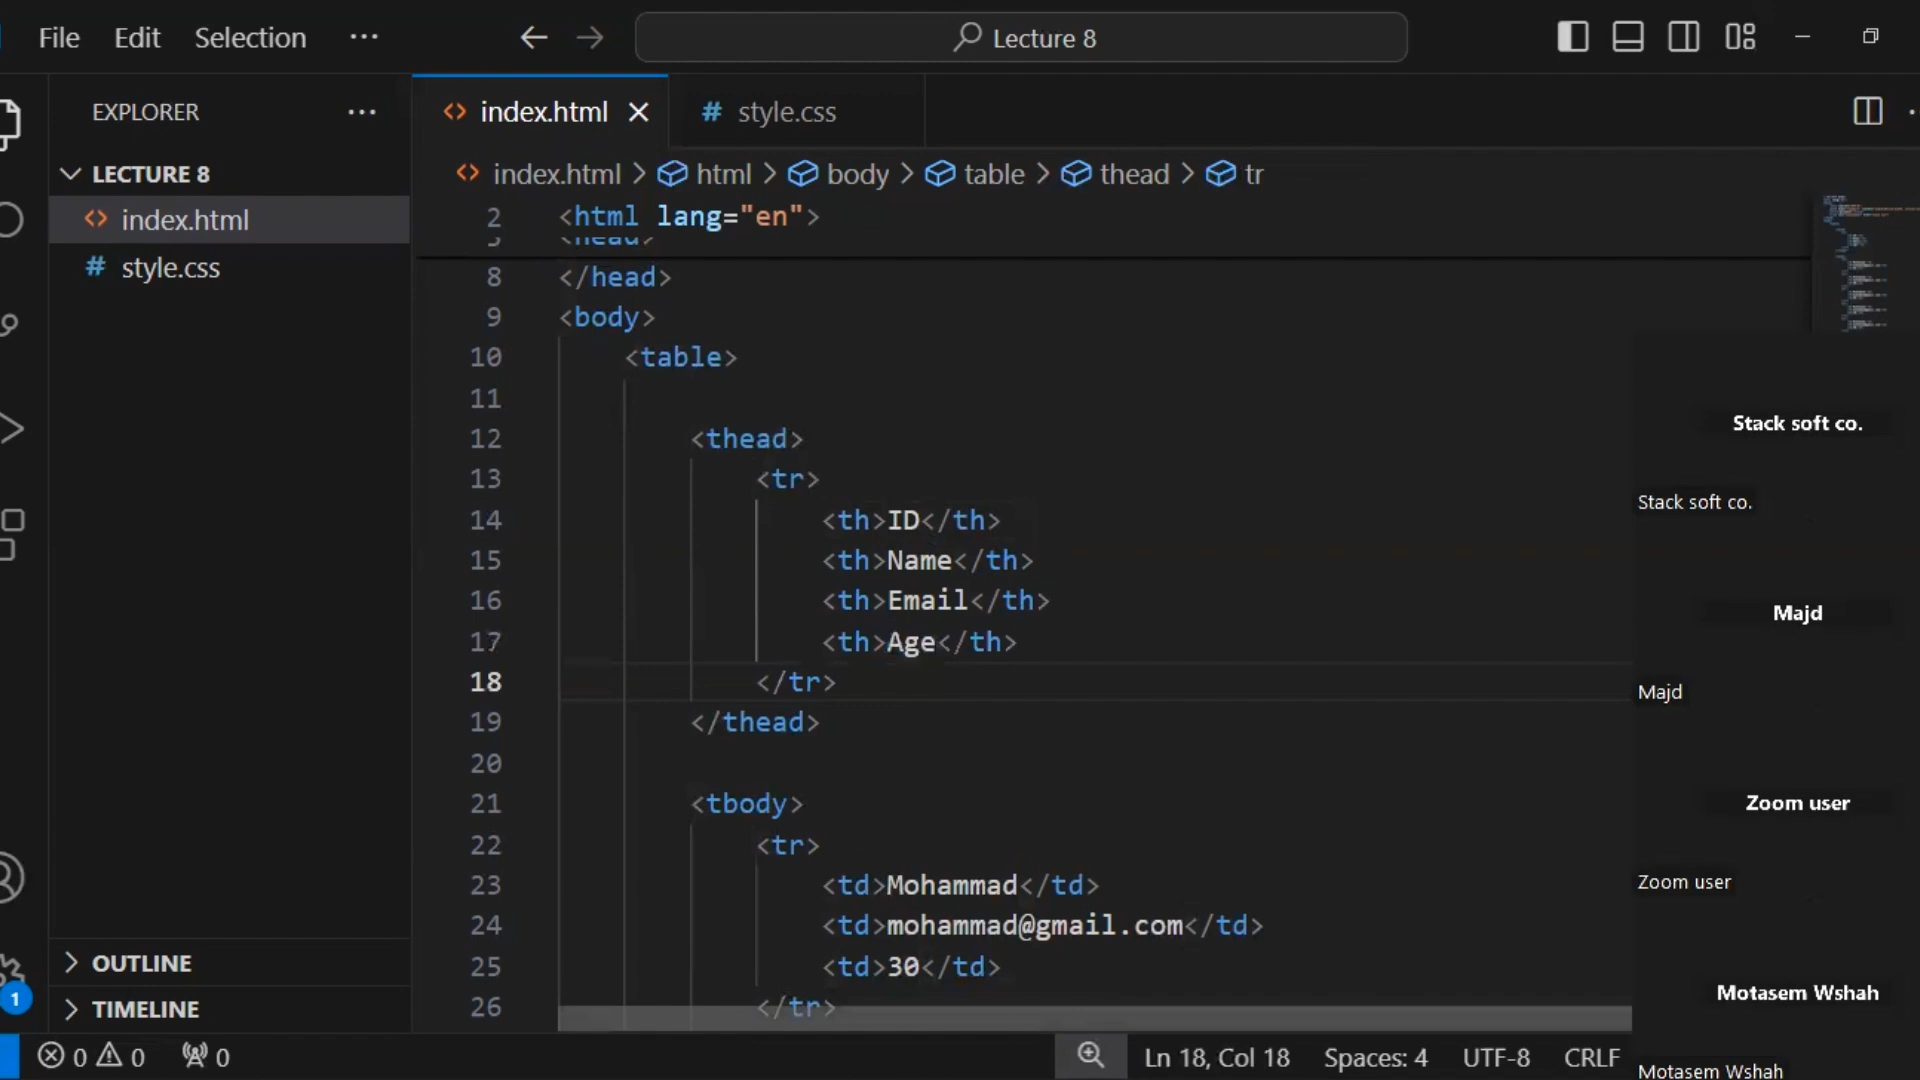 File Edit Selection ···
Lecture 8
EXPLORER ···
index.html
style.css
LECTURE 8
index.html
style.css
OUTLINE
TIMELINE
index.html > html > body > table > thead > tr
2 <html lang="en">
3 <head>
8 </head>
9 <body>
10 <table>
11
12 <thead>
13 <tr>
14 <th>ID</th>
15 <th>Name</th>
16 <th>Email</th>
17 <th>Age</th>
18 </tr>
19 </thead>
20
21 <tbody>
22 <tr>
23 <td>Mohammad</td>
24 <td>mohammad@gmail.com</td>
25 <td>30</td>
26 </tr>
Stack soft co.
Stack soft co.
Majd
Majd
Zoom user
Zoom user
Motasem Wshah
Motasem Wshah
1
0 0 0
Ln 18, Col 18 Spaces: 4 UTF-8 CRLF